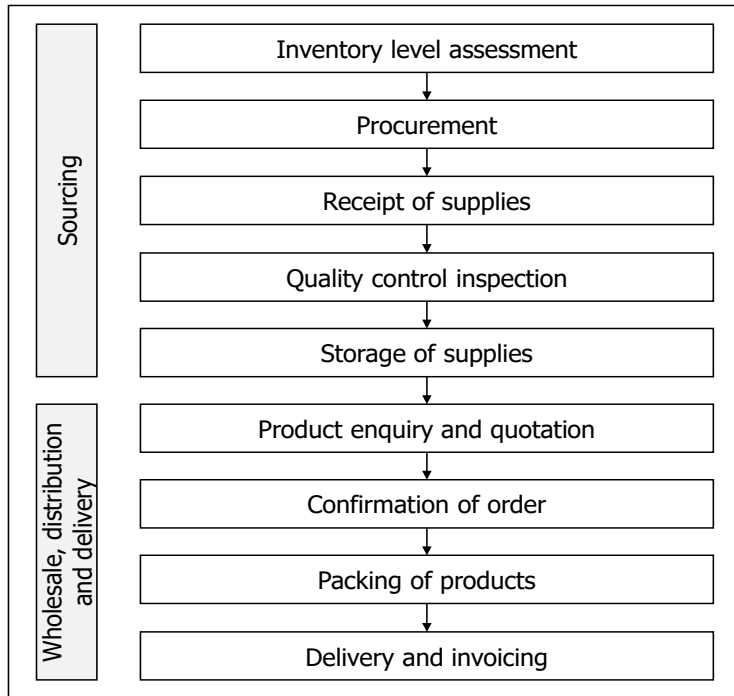 Sourcing
Inventory level assessment
Procurement
Receipt of supplies
Quality control inspection
Storage of supplies
Wholesale, distribution
and delivery
Product enquiry and quotation
Confirmation of order
Packing of products
Delivery and invoicing